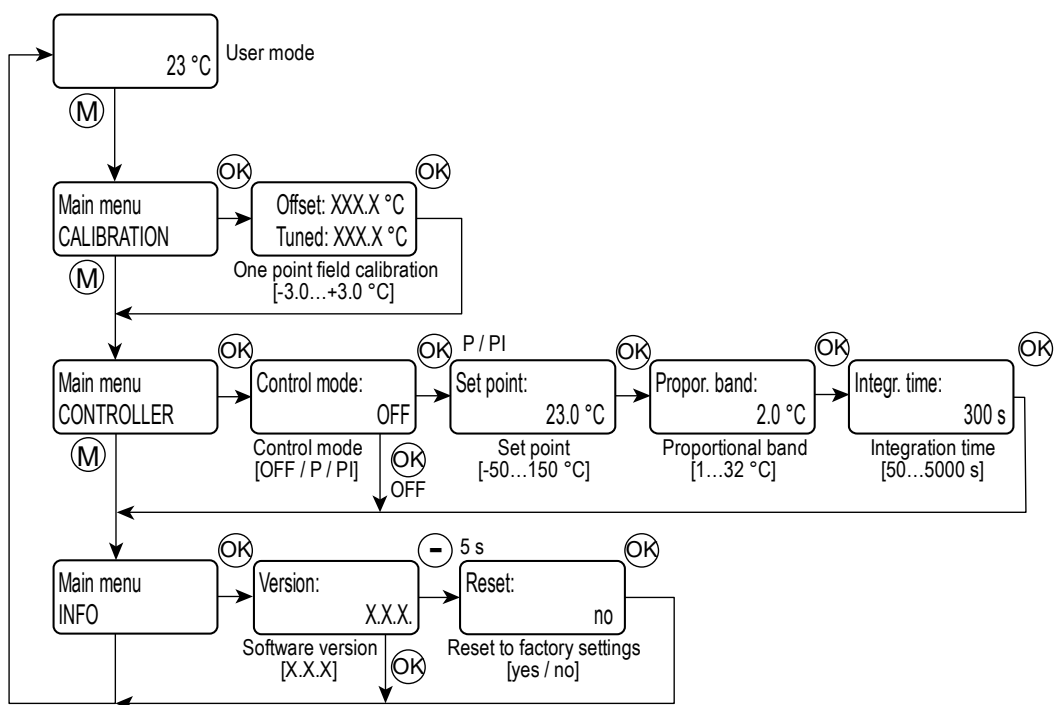 23 °C
User mode
M
OK
OK
Main menu
CALIBRATION
Offset: XXX.X °C
Tuned: XXX.X °C
M
One point field calibration
[-3.0…+3.0 °C]
OK
OK
P / PI
OK
OK
OK
Main menu
CONTROLLER
Control mode:
OFF
Set point:
23.0 °C
Propor. band:
2.0 °C
Integr. time:
300 s
M
Control mode
[OFF / P / PI]
OK
OFF
Set point
[-50…150 °C]
Proportional band
[1…32 °C]
Integration time
[50…5000 s]
OK
- 5 s
OK
Main menu
INFO
Version:
X.X.X.
Reset:
no
Software version
[X.X.X]
OK
Reset to factory settings
[yes / no]